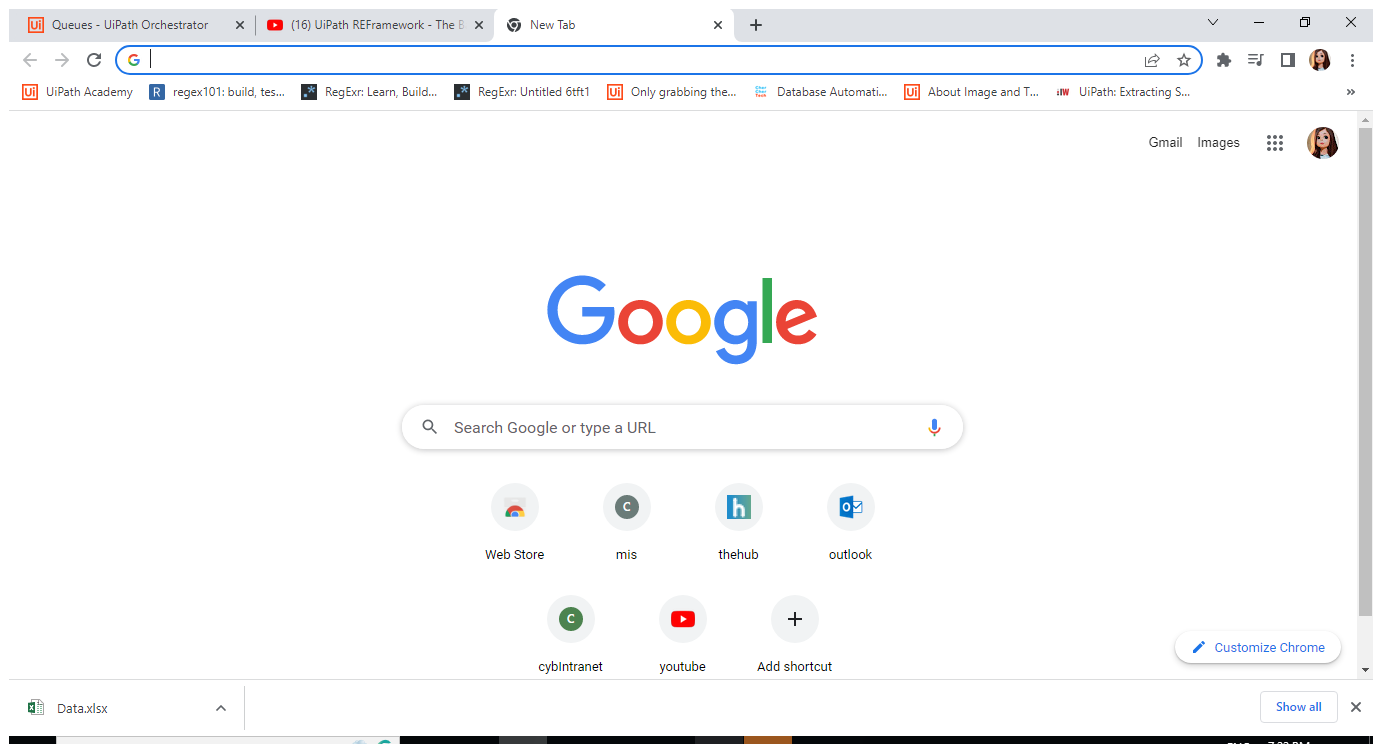 Queues - UiPath Orchestrator
(16) UiPath REFramework - The B
New Tab
UiPath Academy
regex101: build, tes...
RegExr: Learn, Build...
RegExr: Untitled 6tft1
Only grabbing the...
Database Automati...
About Image and T...
UiPath: Extracting S...
Gmail
Images
Google
Search Google or type a URL
Web Store
mis
thehub
outlook
cybIntranet
youtube
Add shortcut
Customize Chrome
Data.xlsx
Show all